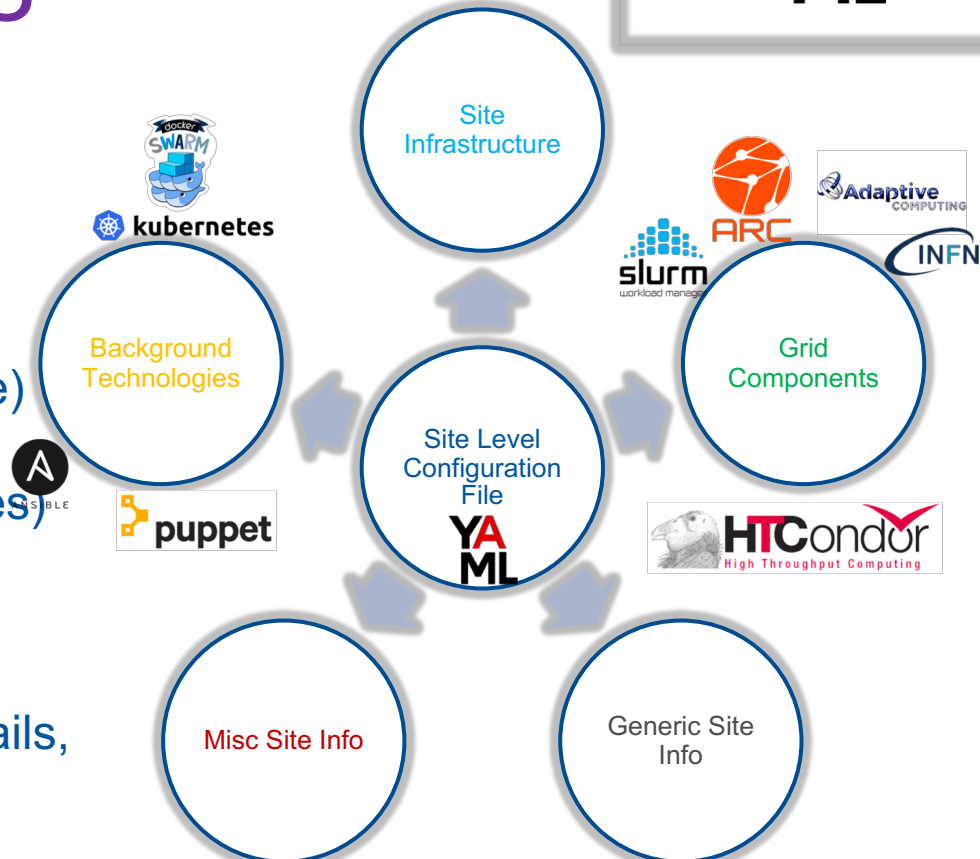 Site
Infrastructure
docker
SWARM
kubernetes
ARC
Adaptive
COMPUTING
INFN
slurm
workload manager
Background
Technologies
Grid
Components
e)
Site Level
Configuration
File
YA
ML
es)
puppet
HTCondor
High Throughput Computing
ails,
Misc Site Info
Generic Site
Info